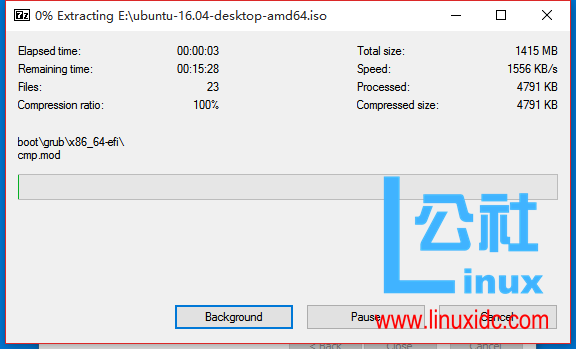 7z 0% Extracting E:\ubuntu-16.04-desktop-amd64.iso
Elapsed time: 00:00:03 Total size: 1415 MB
Remaining time: 00:15:28 Speed: 1556 KB/s
Files: 23 Processed: 4791 KB
Compression ratio: 100% Compressed size: 4791 KB
boot\grub\x86_64-efi\
cmp.mod
公社
Linux
Background Pause Cancel
www.linuxidc.com
< Back Close Cancel